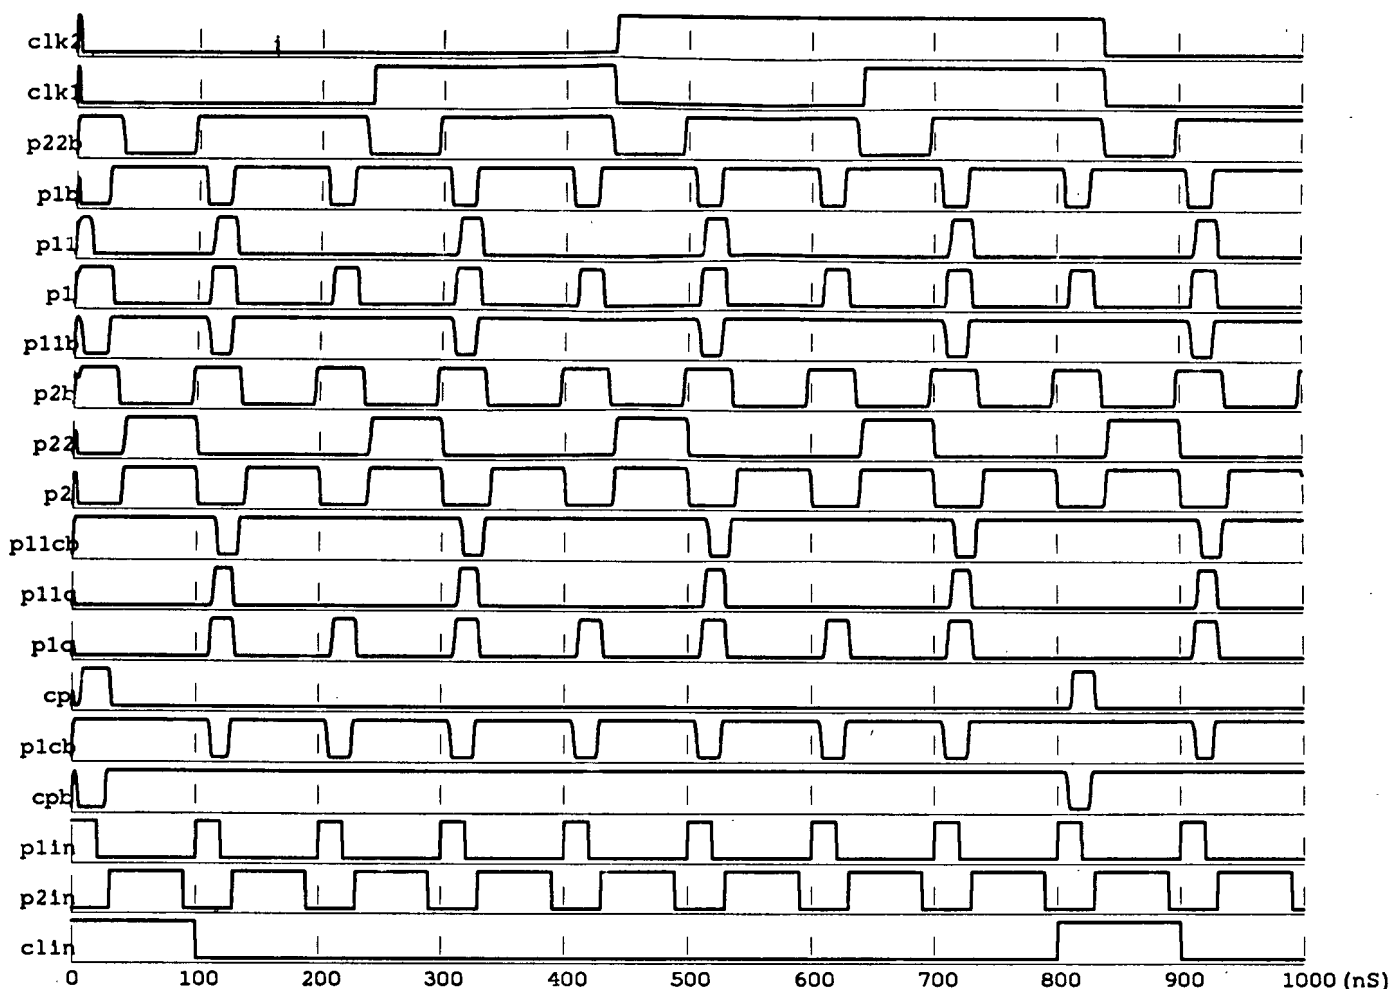 clk2
clk1
p22b
p1b
p11
p1
p11b
p2b
p22
p2
p11cb
p11c
p1c
cp
p1cb
cpb
p1in
p2in
clin
0 100 200 300 400 500 600 700 800 900 1000 (nS)